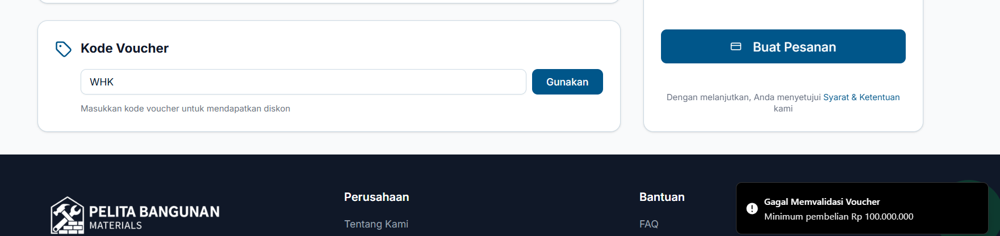 Kode Voucher
WHK
Gunakan
Masukkan kode voucher untuk mendapatkan diskon
Buat Pesanan
Dengan melanjutkan, Anda menyetujui Syarat & Ketentuan
kami
PELITA BANGUNAN
MATERIALS
Perusahaan
Tentang Kami
Bantuan
FAQ
Gagal Memvalidasi Voucher
Minimum pembelian Rp 100.000.000